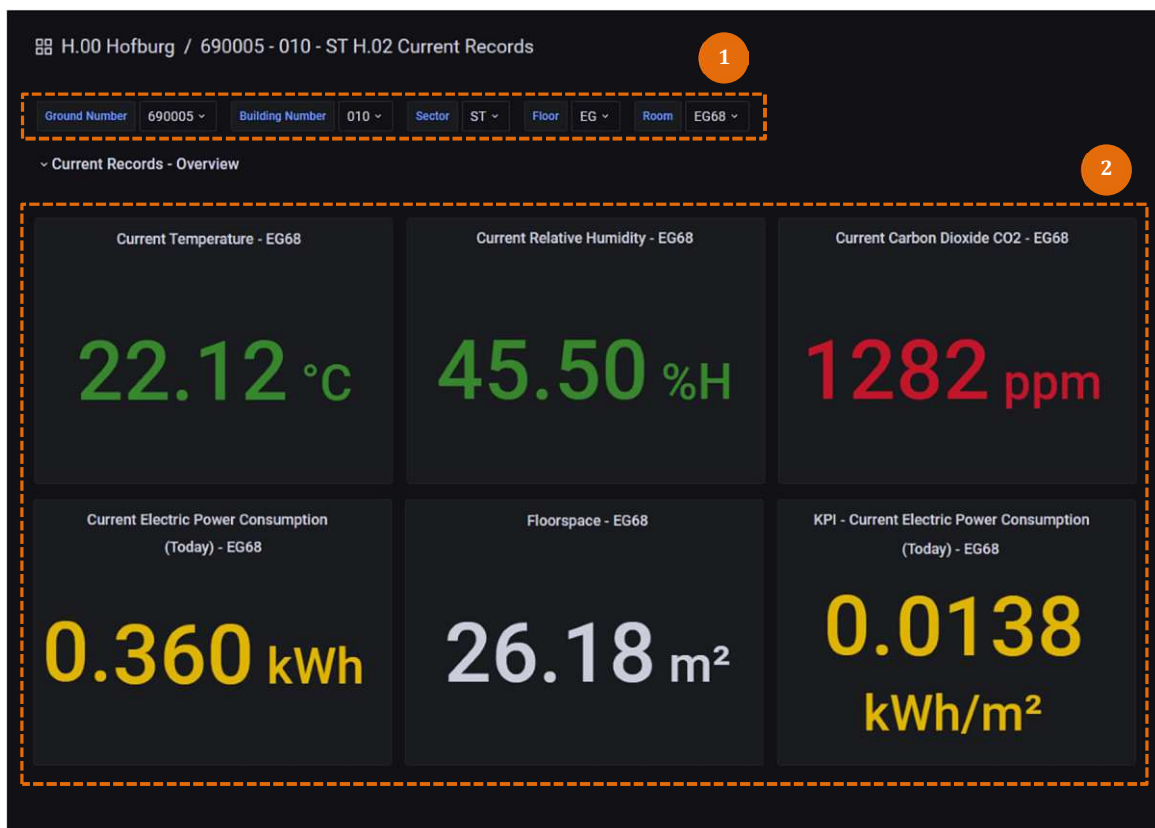 H.00 Hofburg / 690005 - 010 - ST H.02 Current Records
1
Ground Number 690005 Building Number 010 Sector ST Floor EG Room EG68
Current Records - Overview
2
Current Temperature - EG68
22.12 °C
Current Relative Humidity - EG68
45.50 %H
Current Carbon Dioxide CO2 - EG68
1282 ppm
Current Electric Power Consumption
(Today) - EG68
0.360 kWh
Floorspace - EG68
26.18 m²
KPI - Current Electric Power Consumption
(Today) - EG68
0.0138
kWh/m²